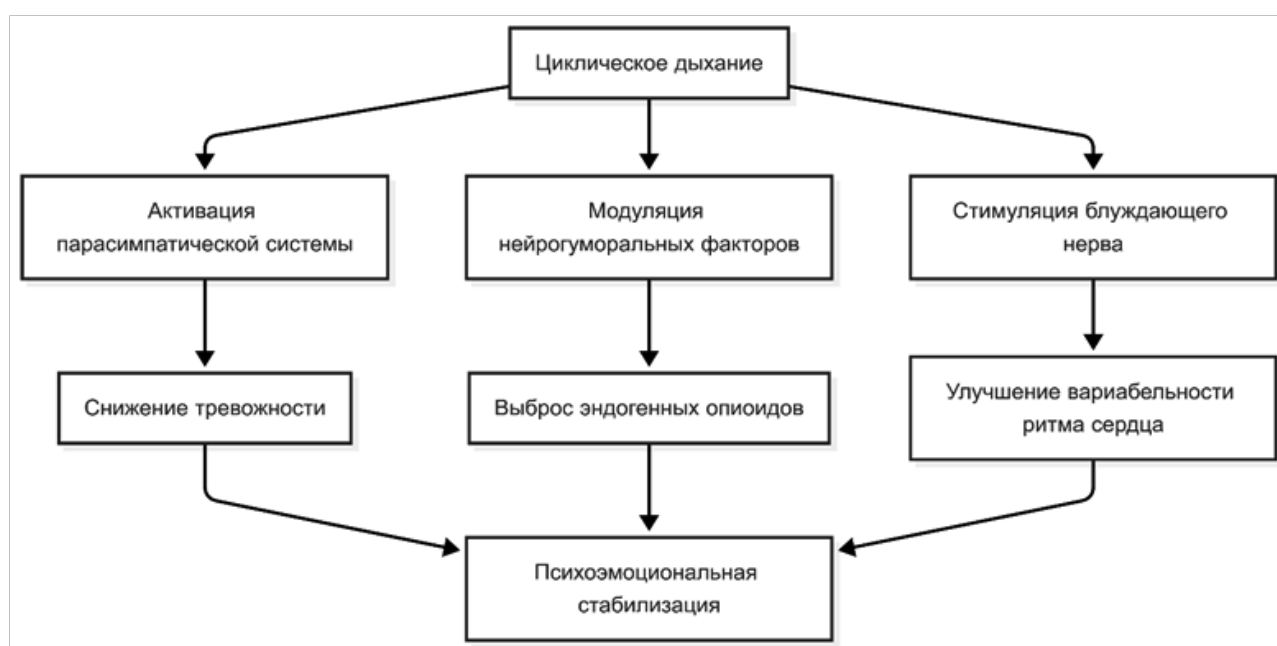 Циклическое дыхание
Активация
парасимпатической системы
Модуляция
нейрогуморальных факторов
Стимуляция блуждающего
нерва
Снижение тревожности
Выброс эндогенных опиоидов
Улучшение вариабельности
ритма сердца
Психоэмоциональная
стабилизация